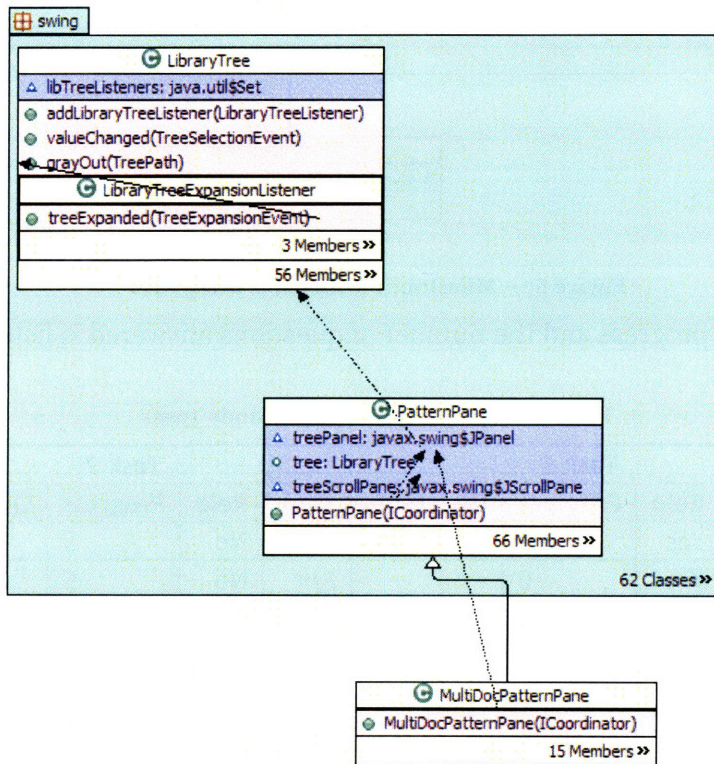 swing
LibraryTree
libTreeListeners: java.util$Set
addLibraryTreeListener(LibraryTreeListener)
valueChanged(TreeSelectionEvent)
grayOut(TreePath)
LibraryTreeExpansionListener
treeExpanded(TreeExpansionEvent)
3 Members »
56 Members »
PatternPane
treePanel: javax.swing$JPanel
tree: LibraryTree
treeScrollPane: javax.swing$JScrollPane
PatternPane(ICoordinator)
66 Members »
62 Classes »
MultiDocPatternPane
MultiDocPatternPane(ICoordinator)
15 Members »